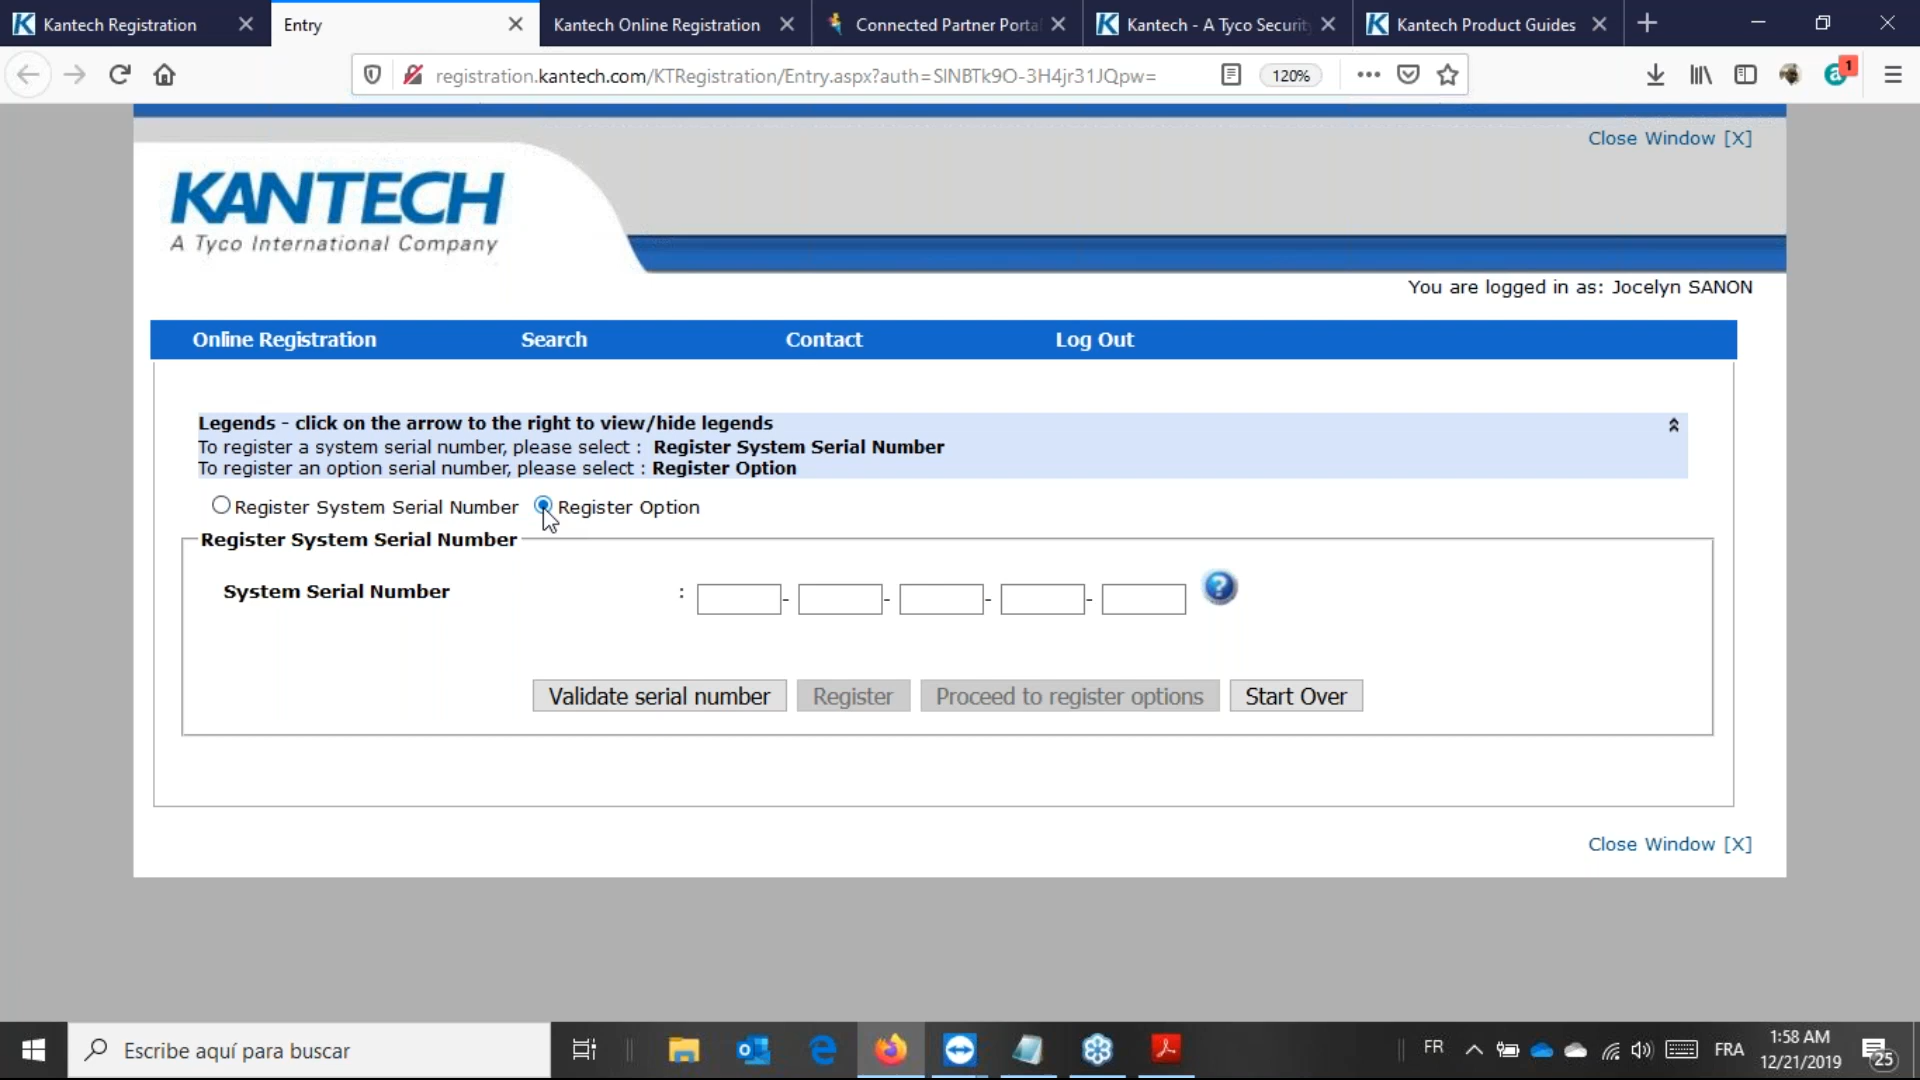 Kantech Registration
Entry
Kantech Online Registration
Connected Partner Porta
Kantech - A Tyco Securit
Kantech Product Guides
registration.kantech.com/KTRegistration/Entry.aspx?auth=SlNBTk9O-3H4jr31JQpw=
120%
1
Close Window [X]
KANTECH
A Tyco International Company
You are logged in as: Jocelyn SANON
Online Registration Search Contact Log Out
Legends - click on the arrow to the right to view/hide legends
To register a system serial number, please select : Register System Serial Number
To register an option serial number, please select : Register Option
Register System Serial Number Register Option
Register System Serial Number
System Serial Number : - - - -
Validate serial number Register Proceed to register options Start Over
Close Window [X]
Escribe aquí para buscar
FR
FRA
1:58 AM
12/21/2019
25